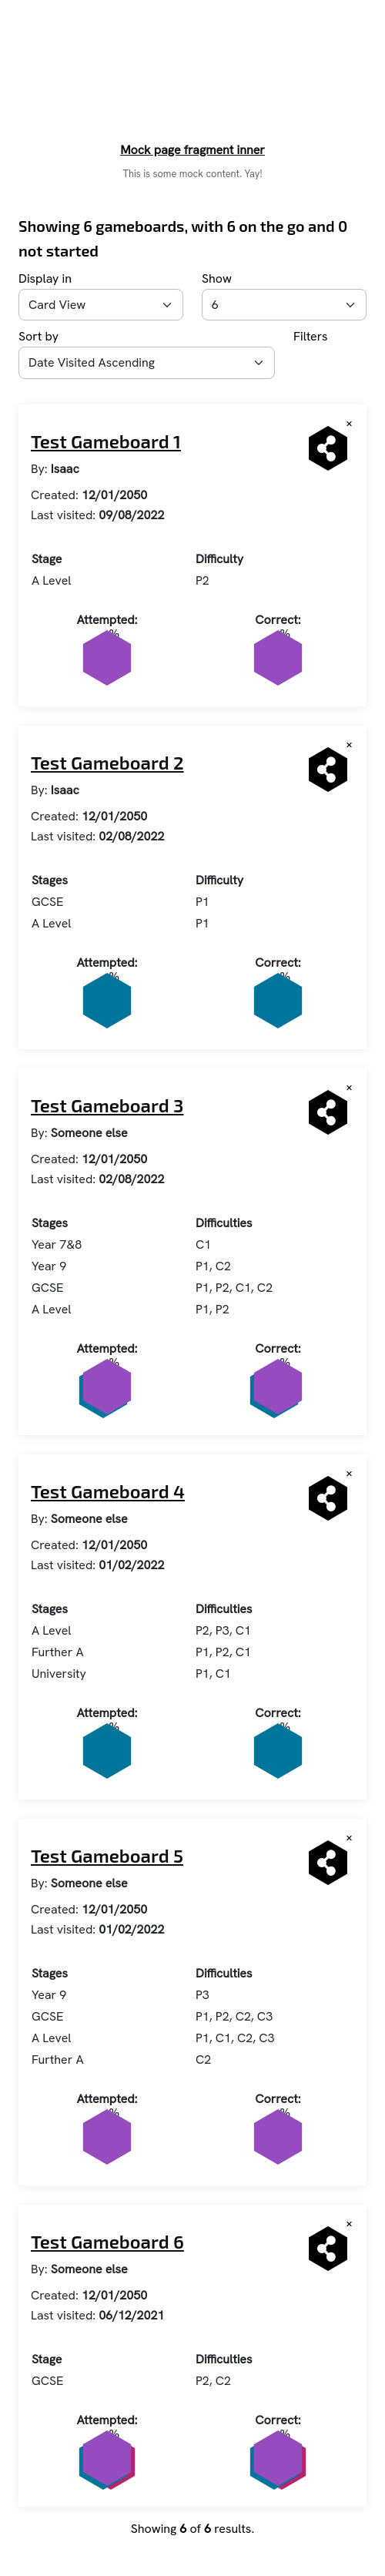 Mock page fragment inner
This is some mock content. Yay!
Showing 6 gameboards, with 6 on the go and 0
not started
Display in
Show
Card View
6
Sort by
Filters
Date Visited Ascending
×
Test Gameboard 1
By: Isaac
Created: 12/01/2050
Last visited: 09/08/2022
Stage Difficulty
A Level P2
Attempted: Correct:
% %
×
Test Gameboard 2
By: Isaac
Created: 12/01/2050
Last visited: 02/08/2022
Stages Difficulty
GCSE P1
A Level P1
Attempted: Correct:
% %
×
Test Gameboard 3
By: Someone else
Created: 12/01/2050
Last visited: 02/08/2022
Stages Difficulties
Year 7&8 C1
Year 9 P1, C2
GCSE P1, P2, C1, C2
A Level P1, P2
Attempted: Correct:
% %
×
Test Gameboard 4
By: Someone else
Created: 12/01/2050
Last visited: 01/02/2022
Stages Difficulties
A Level P2, P3, C1
Further A P1, P2, C1
University P1, C1
Attempted: Correct:
% %
×
Test Gameboard 5
By: Someone else
Created: 12/01/2050
Last visited: 01/02/2022
Stages Difficulties
Year 9 P3
GCSE P1, P2, C2, C3
A Level P1, C1, C2, C3
Further A C2
Attempted: Correct:
% %
×
Test Gameboard 6
By: Someone else
Created: 12/01/2050
Last visited: 06/12/2021
Stage Difficulties
GCSE P2, C2
Attempted: Correct:
% %
Showing 6 of 6 results.